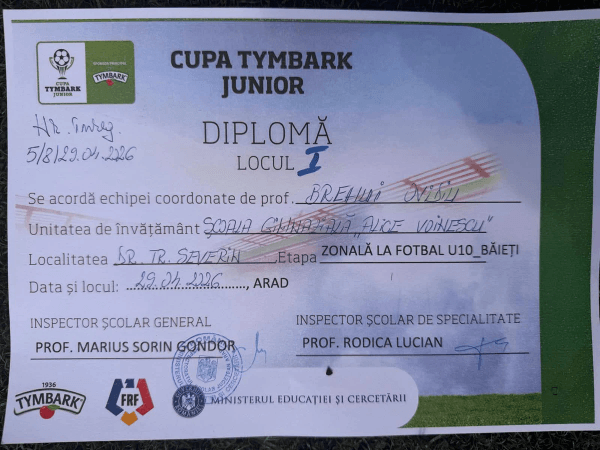 CUPA TYMBARK JUNIOR
SPONSOR PRINCIPAL
TYMBARK
CUPA TYMBARK
JUNIOR
Nr. înreg.
5/8/29.04.2026
DIPLOMĂ
LOCUL I
Se acordă echipei coordonate de prof. OVIDIU
Unitatea de învățământ ȘCOALA GIMNAZIALĂ „ALICE VOINESCU"
Localitatea DR. TR. SEVERIN Etapa ZONALĂ LA FOTBAL U10_BĂIEȚI
Data și locul: 29.04.2026, ARAD
INSPECTOR ȘCOLAR GENERAL
PROF. MARIUS SORIN GONDOR
INSPECTOR ȘCOLAR DE SPECIALITATE
PROF. RODICA LUCIAN
1936
TYMBARK
FRF
MINISTERUL EDUCAȚIEI ȘI CERCETĂRII